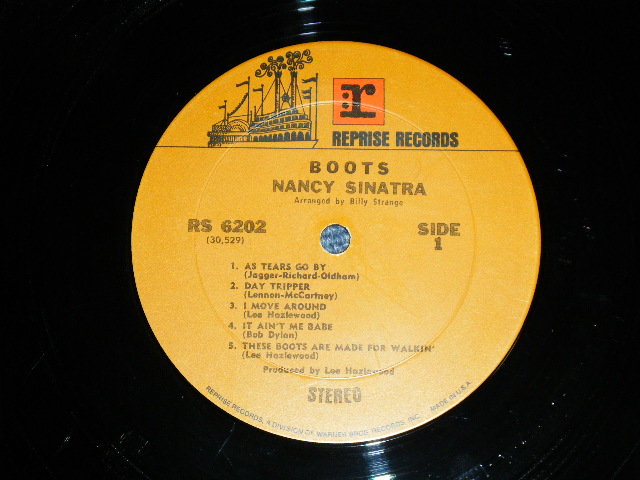 r:
REPRISE RECORDS
BOOTS
NANCY SINATRA
Arranged by Billy Strange
RS 6202
(30,529)
SIDE
1
1. AS TEARS GO BY
(Jagger-Richard-Oldham)
2. DAY TRIPPER
(Lennon-McCartney)
3. I MOVE AROUND
(Lee Hazlewood)
4. IT AIN'T ME BABE
(Bob Dylan)
5. THESE BOOTS ARE MADE FOR WALKIN'
(Lee Hazlewood)
Produced by Lee Hazlewood
STEREO
REPRISE RECORDS, A DIVISION OF WARNER BROS. RECORDS, INC. MADE IN U.S.A.